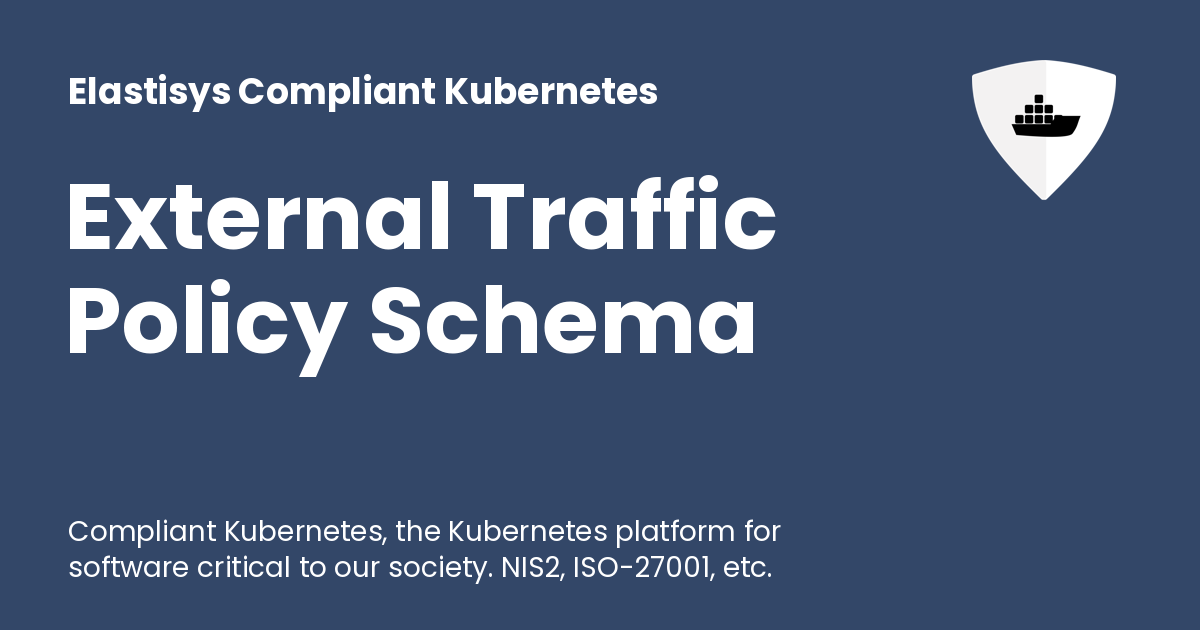 Elastisys Compliant Kubernetes
External Traffic
Policy Schema
Compliant Kubernetes, the Kubernetes platform for
software critical to our society. NIS2, ISO-27001, etc.